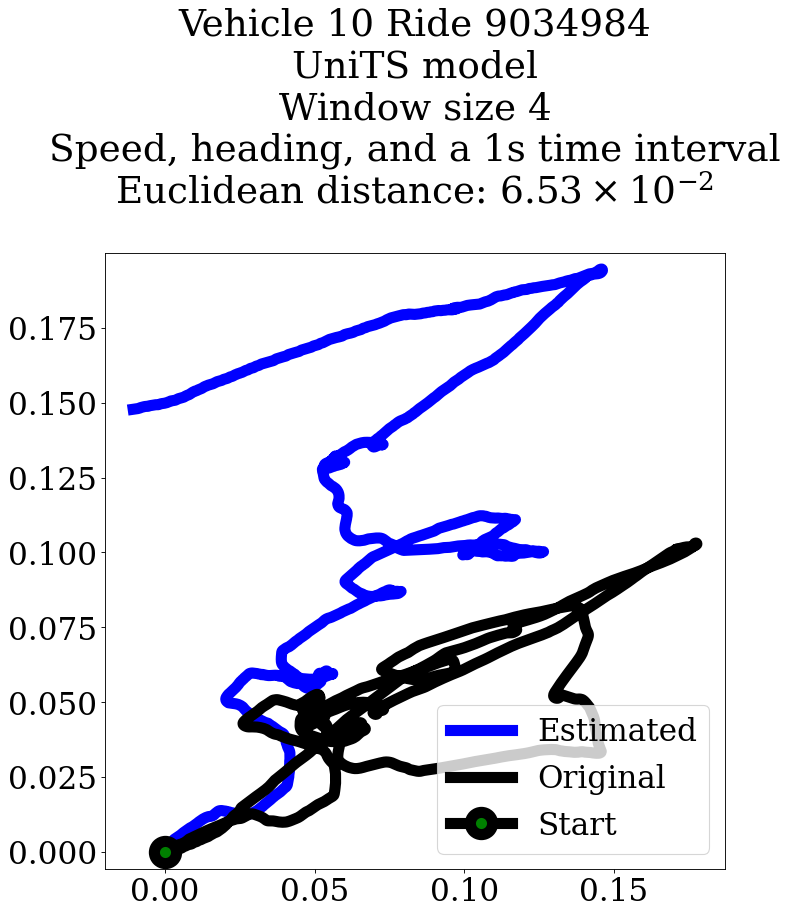 Vehicle 10 Ride 9034984
UniTS model
Window size 4
Speed, heading, and a 1s time interval
Euclidean distance: 6.53 × 10⁻²
0.175
0.150
0.125
0.100
0.075
0.050
0.025
0.000
Estimated
Original
Start
0.00 0.05 0.10 0.15